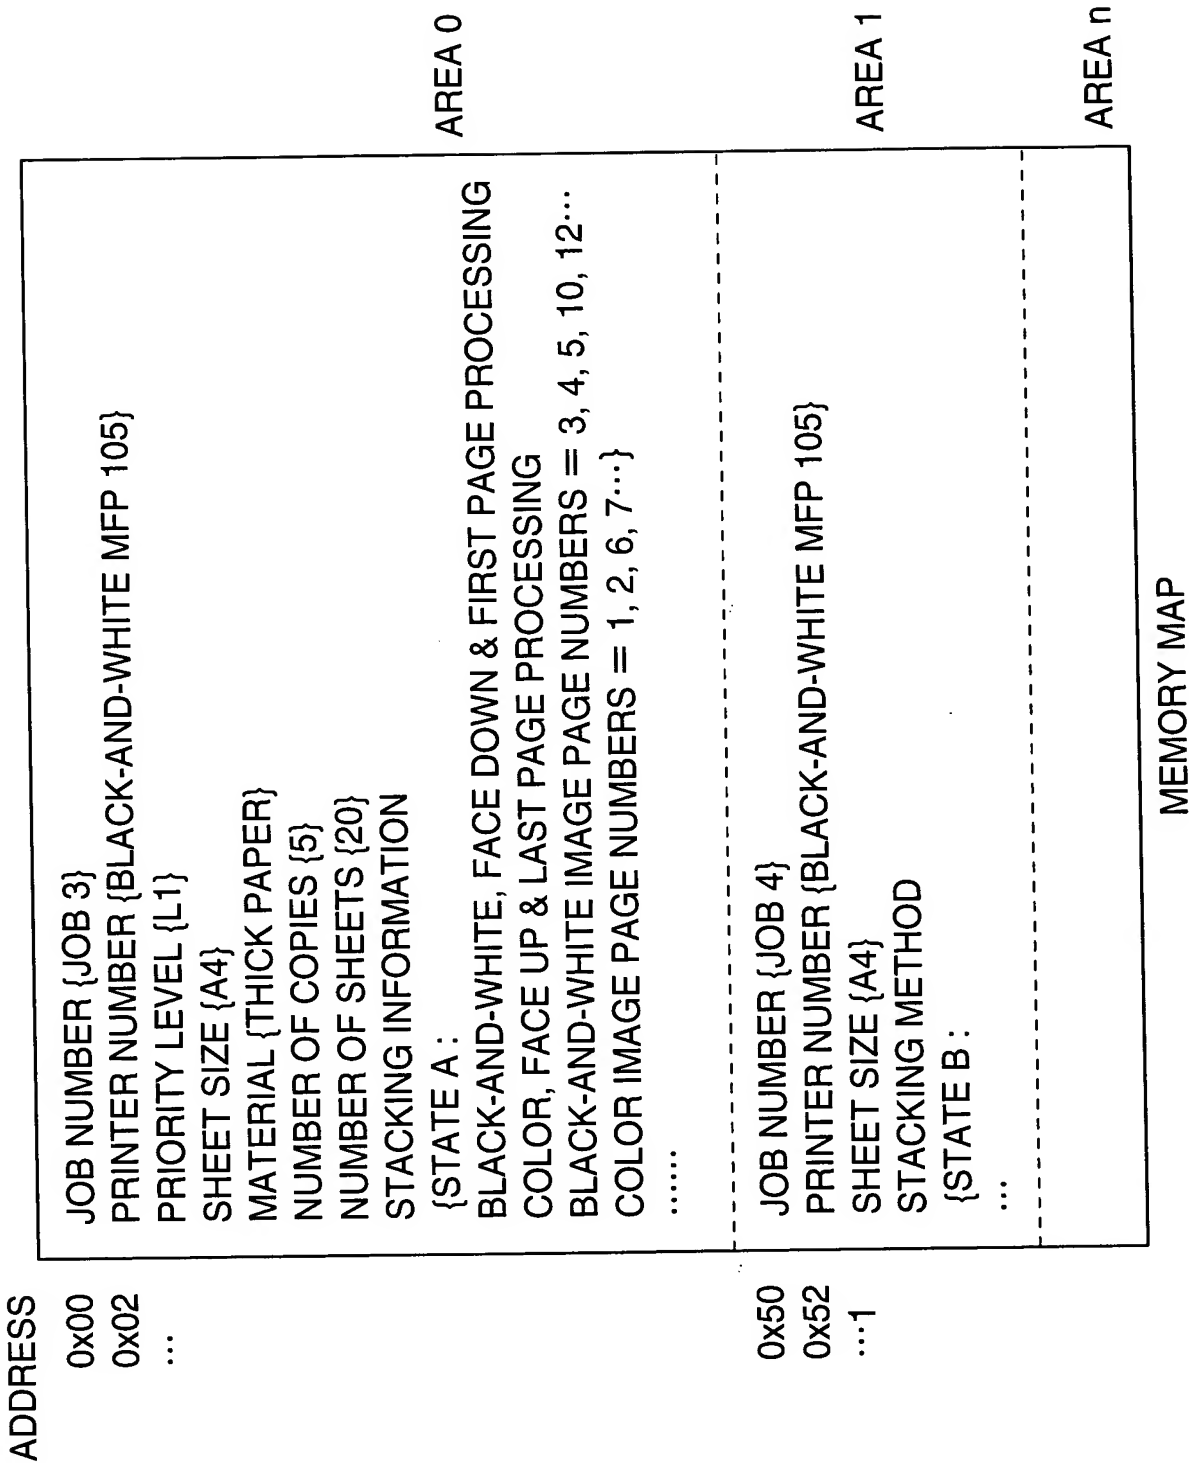 ADDRESS
0x00 JOB NUMBER {JOB 3}
0x02 PRINTER NUMBER {BLACK-AND-WHITE MFP 105}
... PRIORITY LEVEL {L1}
SHEET SIZE {A4}
MATERIAL {THICK PAPER}
NUMBER OF COPIES {5}
NUMBER OF SHEETS {20}
STACKING INFORMATION
{STATE A :
AREA 0
BLACK-AND-WHITE, FACE DOWN & FIRST PAGE PROCESSING
COLOR, FACE UP & LAST PAGE PROCESSING
BLACK-AND-WHITE IMAGE PAGE NUMBERS = 3, 4, 5, 10, 12...
COLOR IMAGE PAGE NUMBERS = 1, 2, 6, 7...}
......
0x50 JOB NUMBER {JOB 4}
0x52 PRINTER NUMBER {BLACK-AND-WHITE MFP 105}
...1 SHEET SIZE {A4}
AREA 1
STACKING METHOD
{STATE B :
...
AREA n
MEMORY MAP